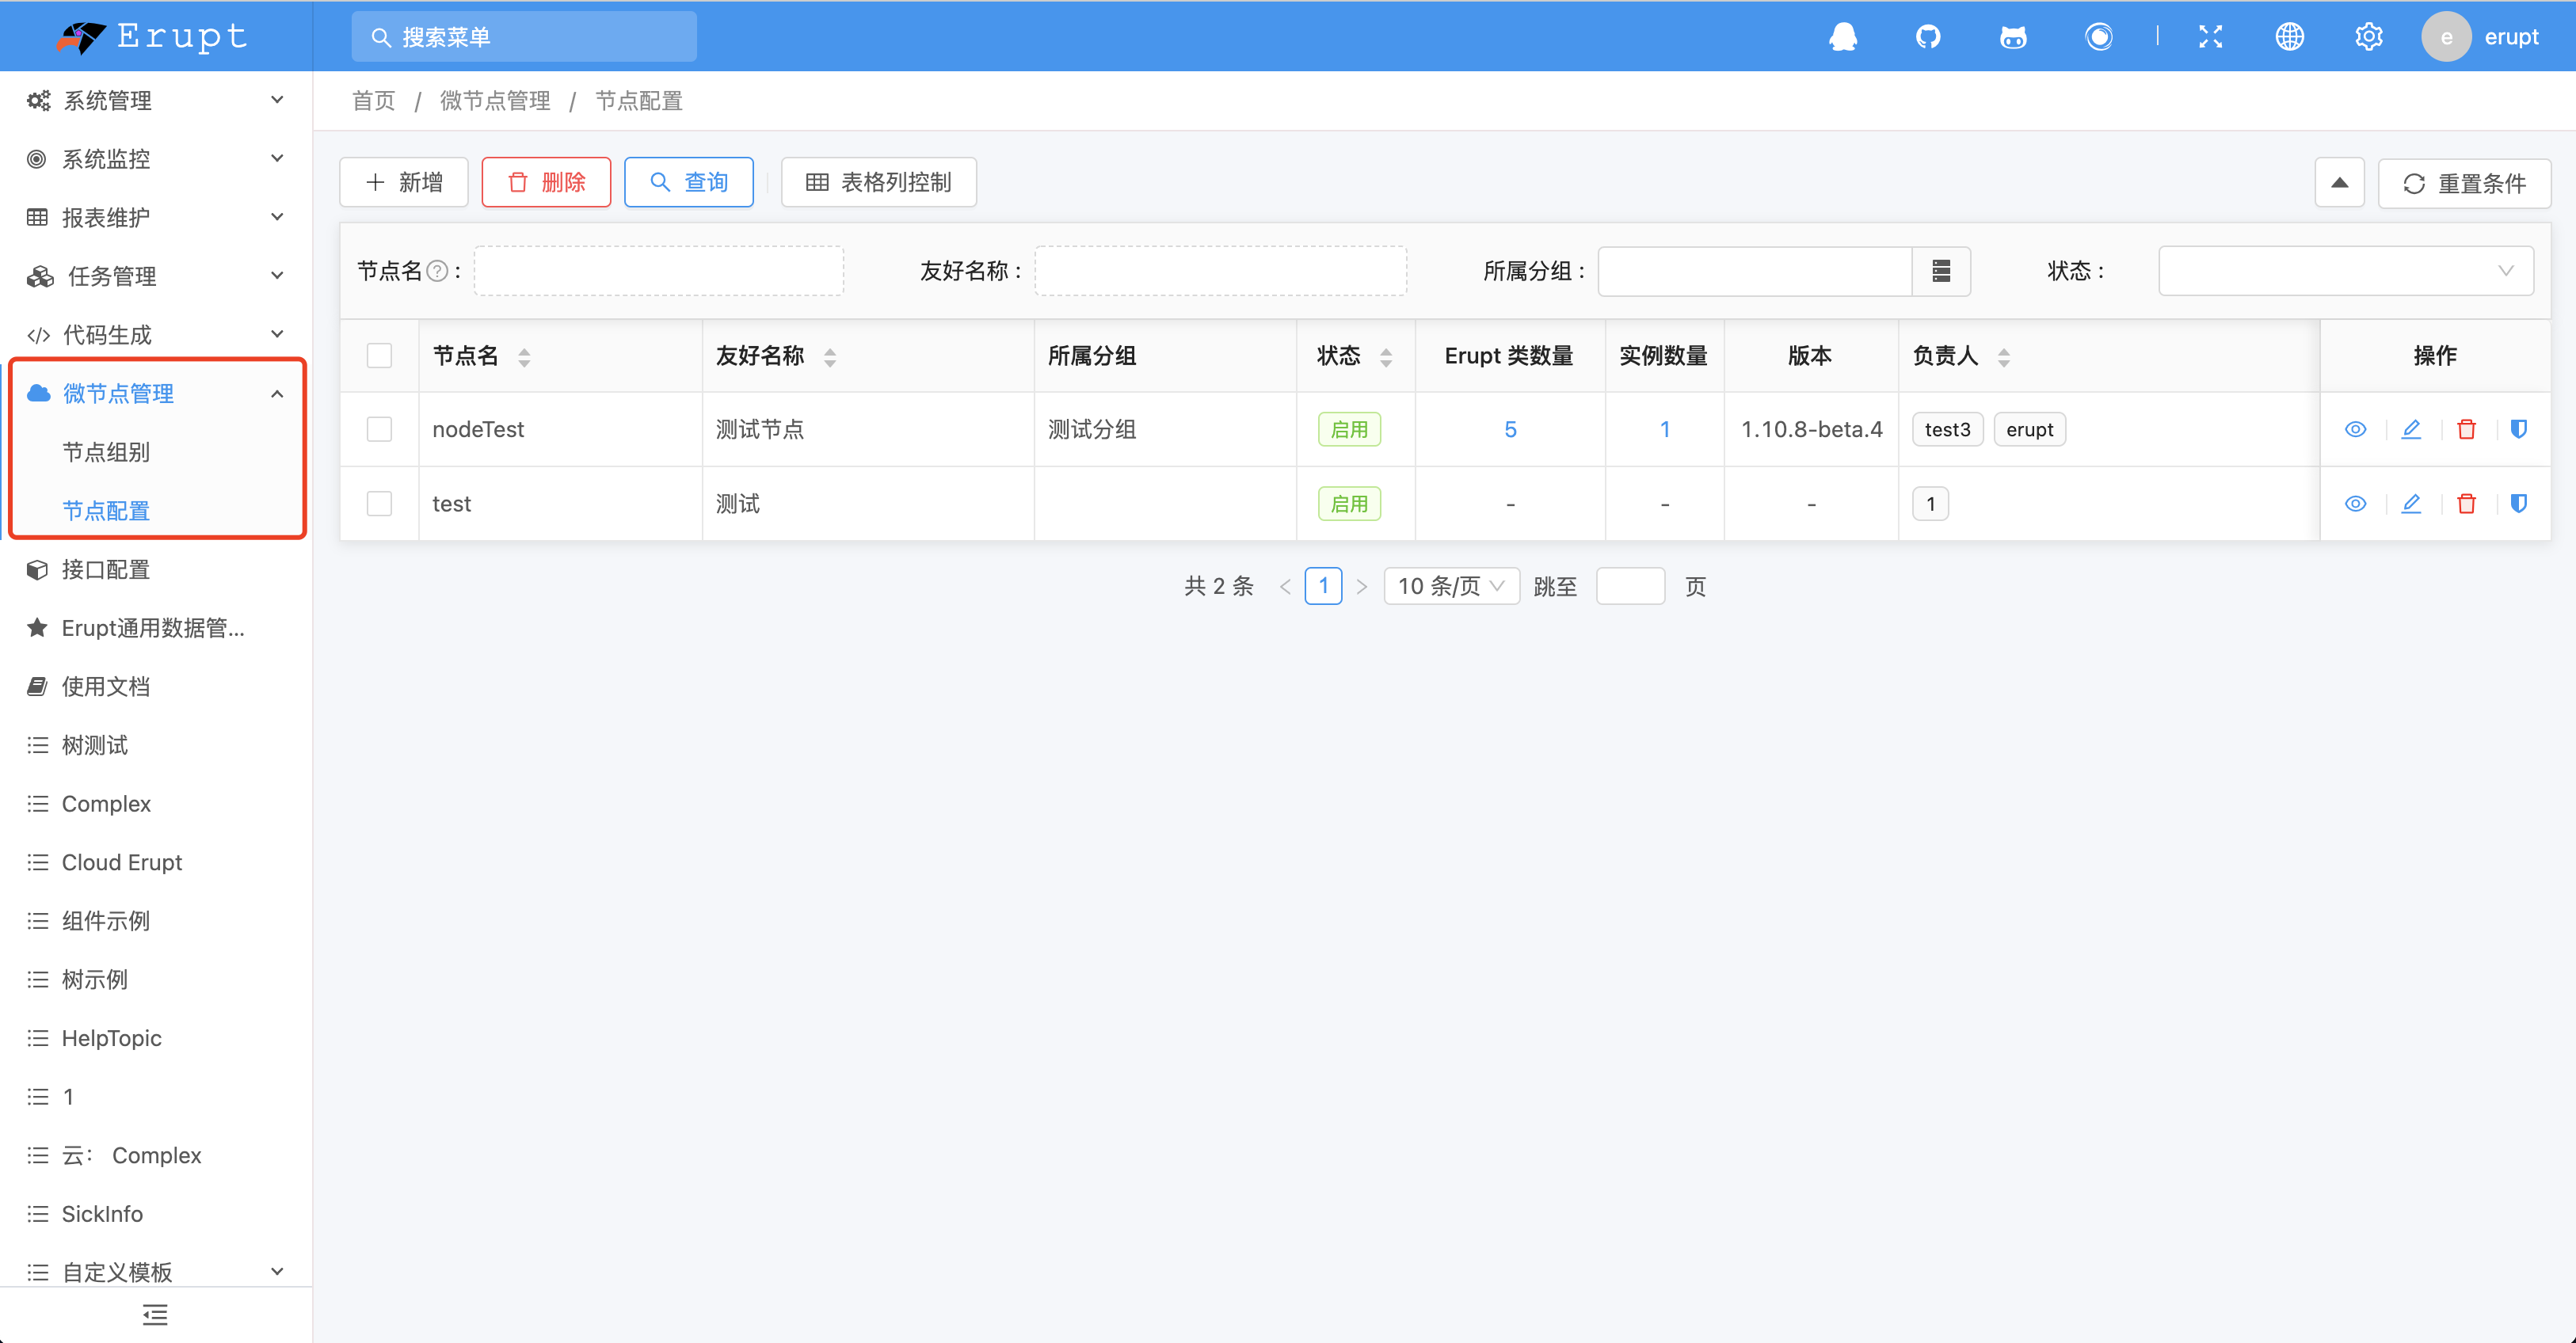 Erupt
搜索菜单
e erupt
系统管理
系统监控
报表维护
任务管理
代码生成
微节点管理
节点组别
节点配置
接口配置
Erupt通用数据管...
使用文档
树测试
Complex
Cloud Erupt
组件示例
树示例
HelpTopic
1
云： Complex
SickInfo
自定义模板
首页 / 微节点管理 / 节点配置
新增 删除 查询 表格列控制 重置条件
节点名?： 友好名称： 所属分组： 状态：
节点名 友好名称 所属分组 状态 Erupt 类数量 实例数量 版本 负责人 操作
nodeTest 测试节点 测试分组 启用 5 1 1.10.8-beta.4 test3 erupt
test 测试 启用 - - - 1
共 2 条 < 1 > 10 条/页 跳至 页